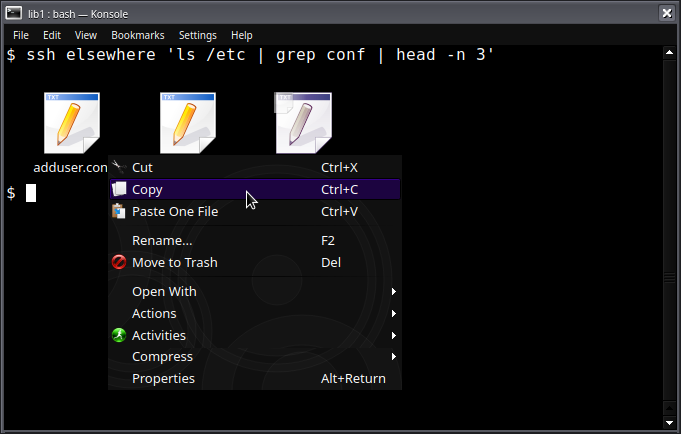 lib1 : bash — Konsole
File Edit View Bookmarks Settings Help
$ ssh elsewhere 'ls /etc | grep conf | head -n 3'
TXT TXT TXT
adduser.con
$
Cut Ctrl+X
Copy Ctrl+C
Paste One File Ctrl+V
Rename... F2
Move to Trash Del
Open With
Actions
Activities
Compress
Properties Alt+Return